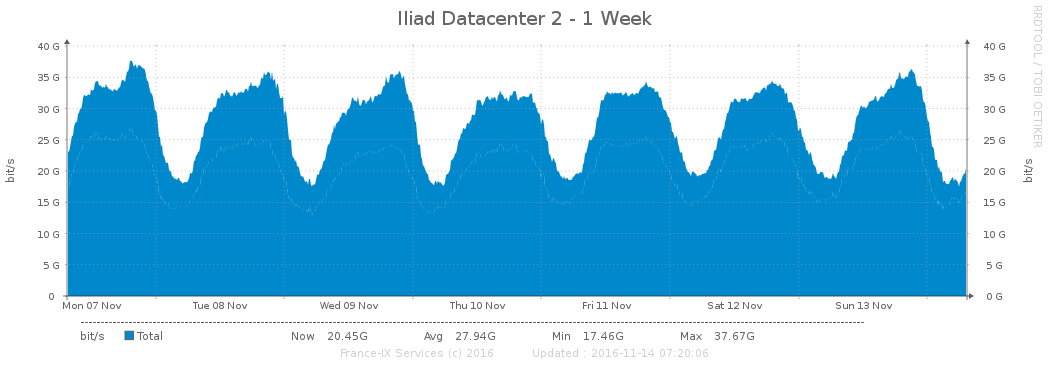 Iliad Datacenter 2 - 1 Week
RRDTOOL / TOBI OETIKER
40 G 40 G
35 G 35 G
30 G 30 G
25 G 25 G
20 G 20 G
15 G 15 G
10 G 10 G
5 G 5 G
0 0 G
bit/s
bit/s
Mon 07 Nov Tue 08 Nov Wed 09 Nov Thu 10 Nov Fri 11 Nov Sat 12 Nov Sun 13 Nov
bit/s Total Now 20.45G Avg 27.94G Min 17.46G Max 37.67G
France-IX Services (c) 2016 Updated : 2016-11-14 07:20:06